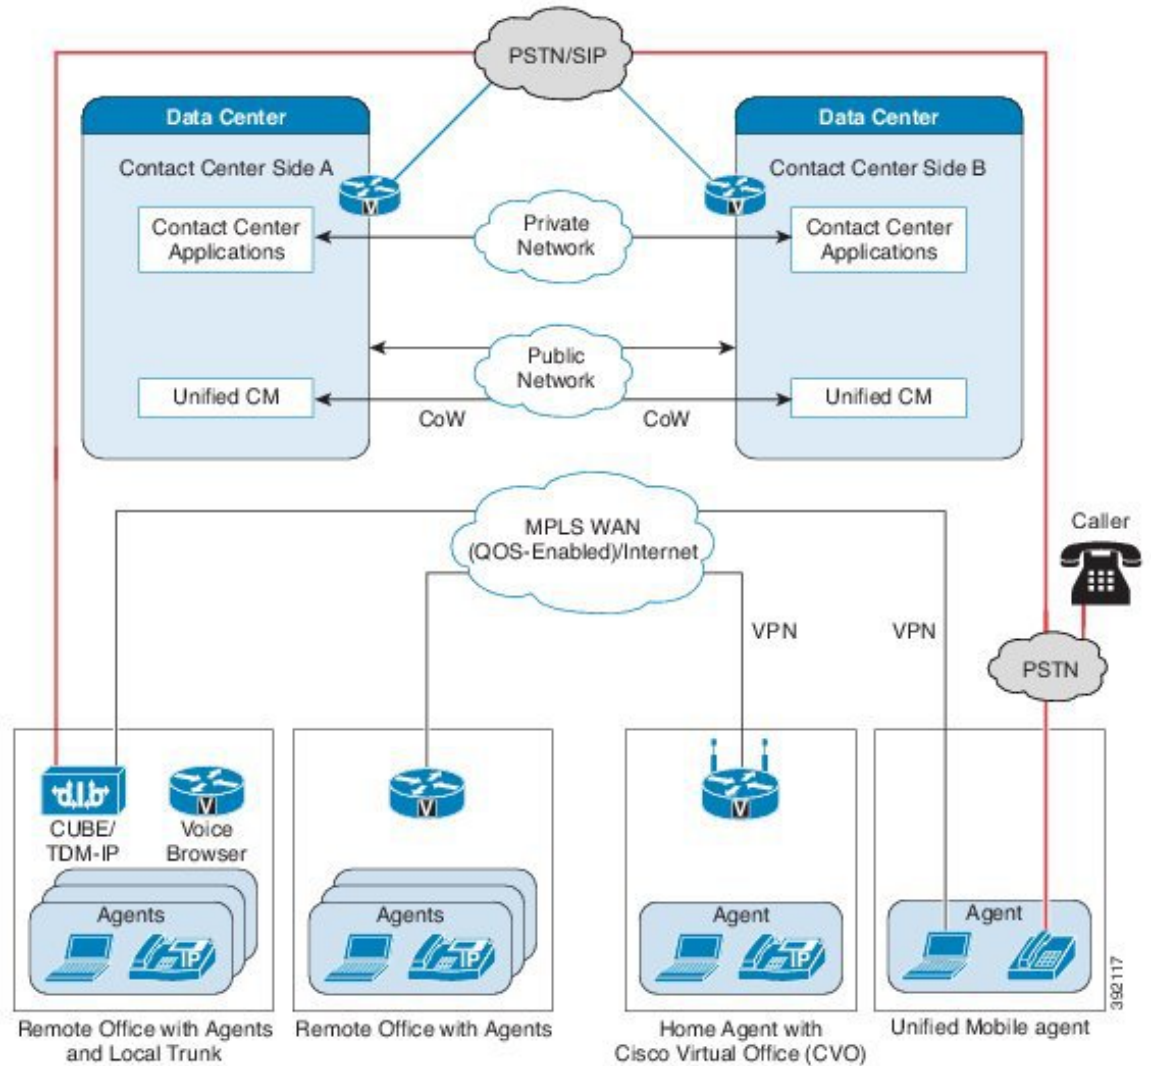 PSTN/SIP
Data Center
Contact Center Side A
V
Contact Center
Applications
Unified CM
Data Center
Contact Center Side B
V
Contact Center
Applications
Unified CM
Private
Network
Public
Network
CoW
CoW
MPLS WAN
(QOS-Enabled)/Internet
Caller
VPN
VPN
PSTN
CUBE/
TDM-IP
V
Voice
Browser
Agents
IP
Remote Office with Agents
and Local Trunk
V
Agents
IP
Remote Office with Agents
V
Agent
IP
Home Agent with
Cisco Virtual Office (CVO)
Agent
Unified Mobile agent
392117